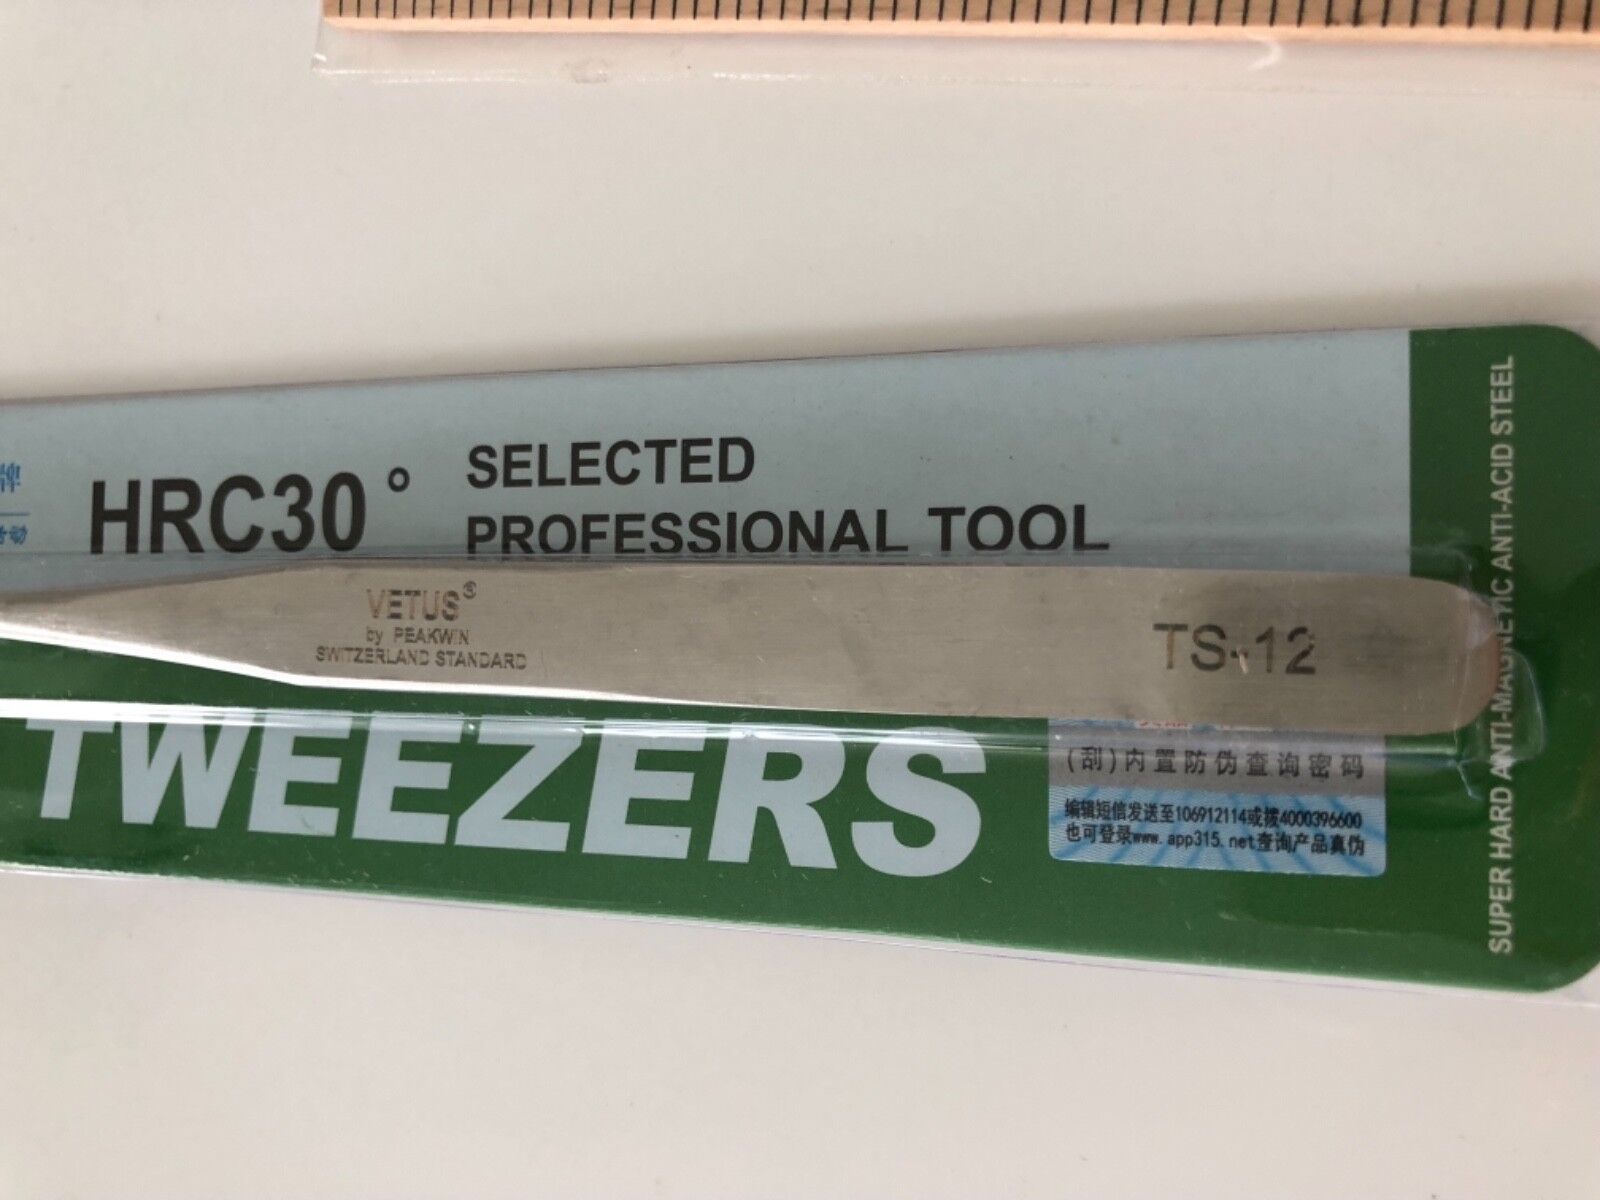 牌
HRC30°
SELECTED
PROFESSIONAL TOOL
VETUS®
by PEAKWIN
SWITZERLAND STANDARD
TS-12
TWEEZERS
(刮)内置防伪查询密码
编辑短信发送至106912114或拨4000396600
也可登录www.app315.net查询产品真伪
SUPER HARD ANTI-MAGNETIC ANTI-ACID STEEL